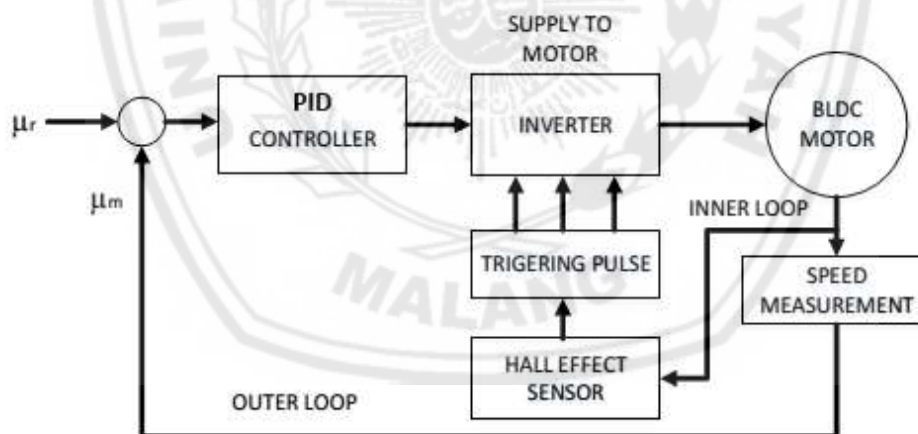 SUPPLY TO
MOTOR
μr
PID
CONTROLLER
INVERTER
BLDC
MOTOR
μm
INNER LOOP
TRIGERING PULSE
SPEED
MEASUREMENT
HALL EFFECT
SENSOR
OUTER LOOP
MALANG